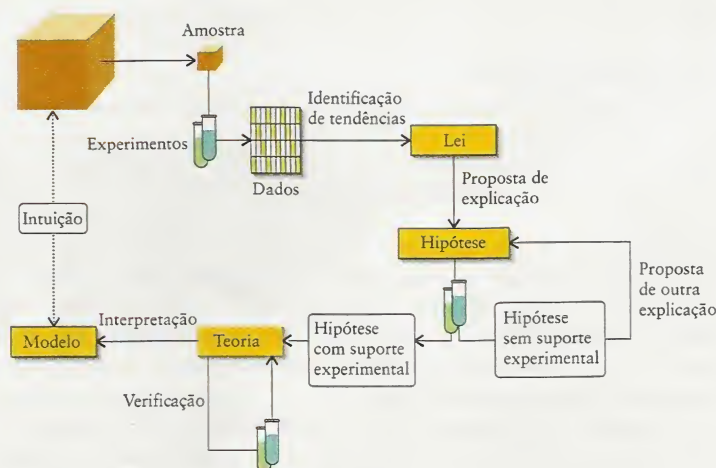 Amostra
Experimentos
Dados
Identificação
de tendências
Lei
Proposta de
explicação
Hipótese
Proposta
de outra
explicação
Hipótese
sem suporte
experimental
Hipótese
com suporte
experimental
Teoria
Verificação
Interpretação
Modelo
Intuição